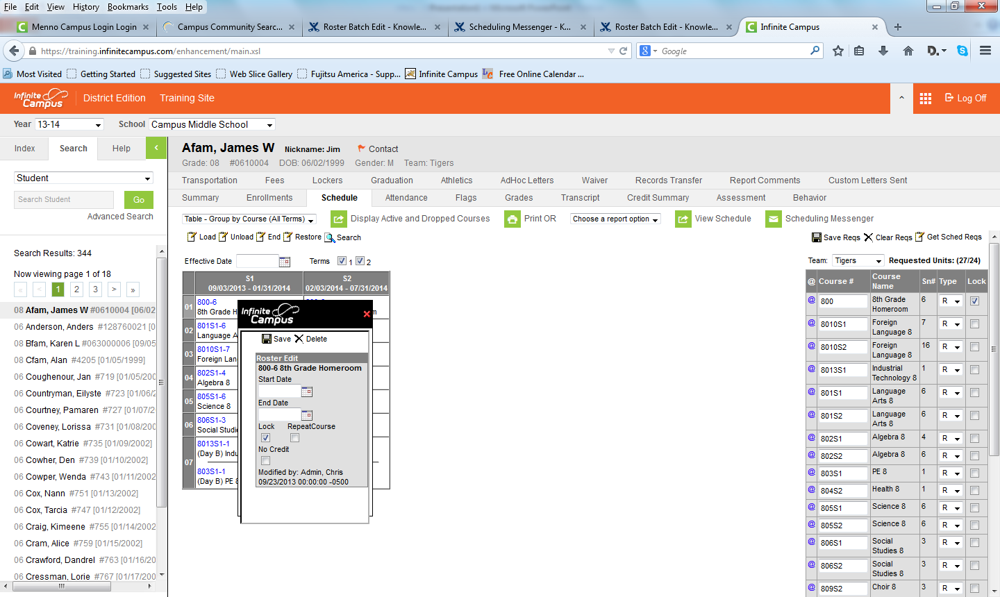 File Edit View History Bookmarks Tools Help
Menno Campus Login Login × Campus Community Searc... × Roster Batch Edit - Knowle... × Scheduling Messenger - K... × Roster Batch Edit - Knowle... × Infinite Campus × +
https://training.infinitecampus.com/enhancement/main.xsl Google
Most Visited Getting Started Suggested Sites Web Slice Gallery Fujitsu America - Supp... Infinite Campus Free Online Calendar ...
Infinite Campus District Edition Training Site Log Off
Year 13-14 School Campus Middle School
Index Search Help <
Afam, James W Nickname: Jim Contact
Grade: 08 #0610004 DOB: 06/02/1999 Gender: M Team: Tigers
Transportation Fees Lockers Graduation Athletics AdHoc Letters Waiver Records Transfer Report Comments Custom Letters Sent
Summary Enrollments Schedule Attendance Flags Grades Transcript Credit Summary Assessment Behavior
Student
Search Student Go
Advanced Search
Search Results: 344
Now viewing page 1 of 18
« < 1 2 3 > »
08 Afam, James W #0610004 [06/02
06 Anderson, Anders #128760021 [0
08 Bfam, Karen L #063000006 [09/05
08 Cfam, Alan #4205 [01/05/1999]
06 Coughenour, Jan #719 [01/05/200
06 Countryman, Eilyste #723 [01/06/2
06 Courtney, Pamaren #727 [01/07/2
06 Coveney, Lorissa #731 [01/08/200
06 Cowart, Katrie #735 [01/09/2002]
06 Cowher, Den #739 [01/10/2002]
06 Cowper, Wenda #743 [01/11/2002
06 Cox, Nann #751 [01/13/2002]
06 Cox, Tarcia #747 [01/12/2002]
06 Craig, Kimeene #755 [01/14/2002
06 Cram, Alice #759 [01/15/2002]
06 Crawford, Dandrel #763 [01/16/20
06 Cressman, Lorie #767 [01/17/200
Table - Group by Course (All Terms) Display Active and Dropped Courses Print OR Choose a report option View Schedule Scheduling Messenger
Load Unload End Restore Search
Effective Date Terms 1 2
S1 S2
09/03/2013 - 01/31/2014 02/03/2014 - 07/31/2014
01 800-6
8th Grade H
02 801S1-6
Language A
03 8010S1-7
Foreign Lan
04 802S1-4
Algebra 8
05 805S1-6
Science 8
06 806S1-3
Social Studi
07 8013S1-1
(Day B) Indu
803S1-1
(Day B) PE 8
Infinite Campus ×
Save Delete
Roster Edit
800-6 8th Grade Homeroom
Start Date
End Date
Lock RepeatCourse
No Credit
Modified by: Admin, Chris
09/23/2013 00:00:00 -0500
Save Reqs Clear Reqs Get Sched Reqs
Team: Tigers Requested Units: (27/24)
@ Course # Course Name Sn# Type Lock
@ 800 8th Grade Homeroom 6 R
@ 8010S1 Foreign Language 8 7 R
@ 8010S2 Foreign Language 8 16 R
@ 8013S1 Industrial Technology 8 1 R
@ 801S1 Language Arts 8 6 R
@ 801S2 Language Arts 8 6 R
@ 802S1 Algebra 8 4 R
@ 802S2 Algebra 8 6 R
@ 803S1 PE 8 1 R
@ 804S2 Health 8 1 R
@ 805S1 Science 8 6 R
@ 805S2 Science 8 6 R
@ 806S1 Social Studies 8 3 R
@ 806S2 Social Studies 8 3 R
@ 809S2 Choir 8 3 R